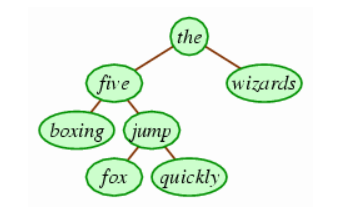 the
five wizards
boxing jump
fox quickly